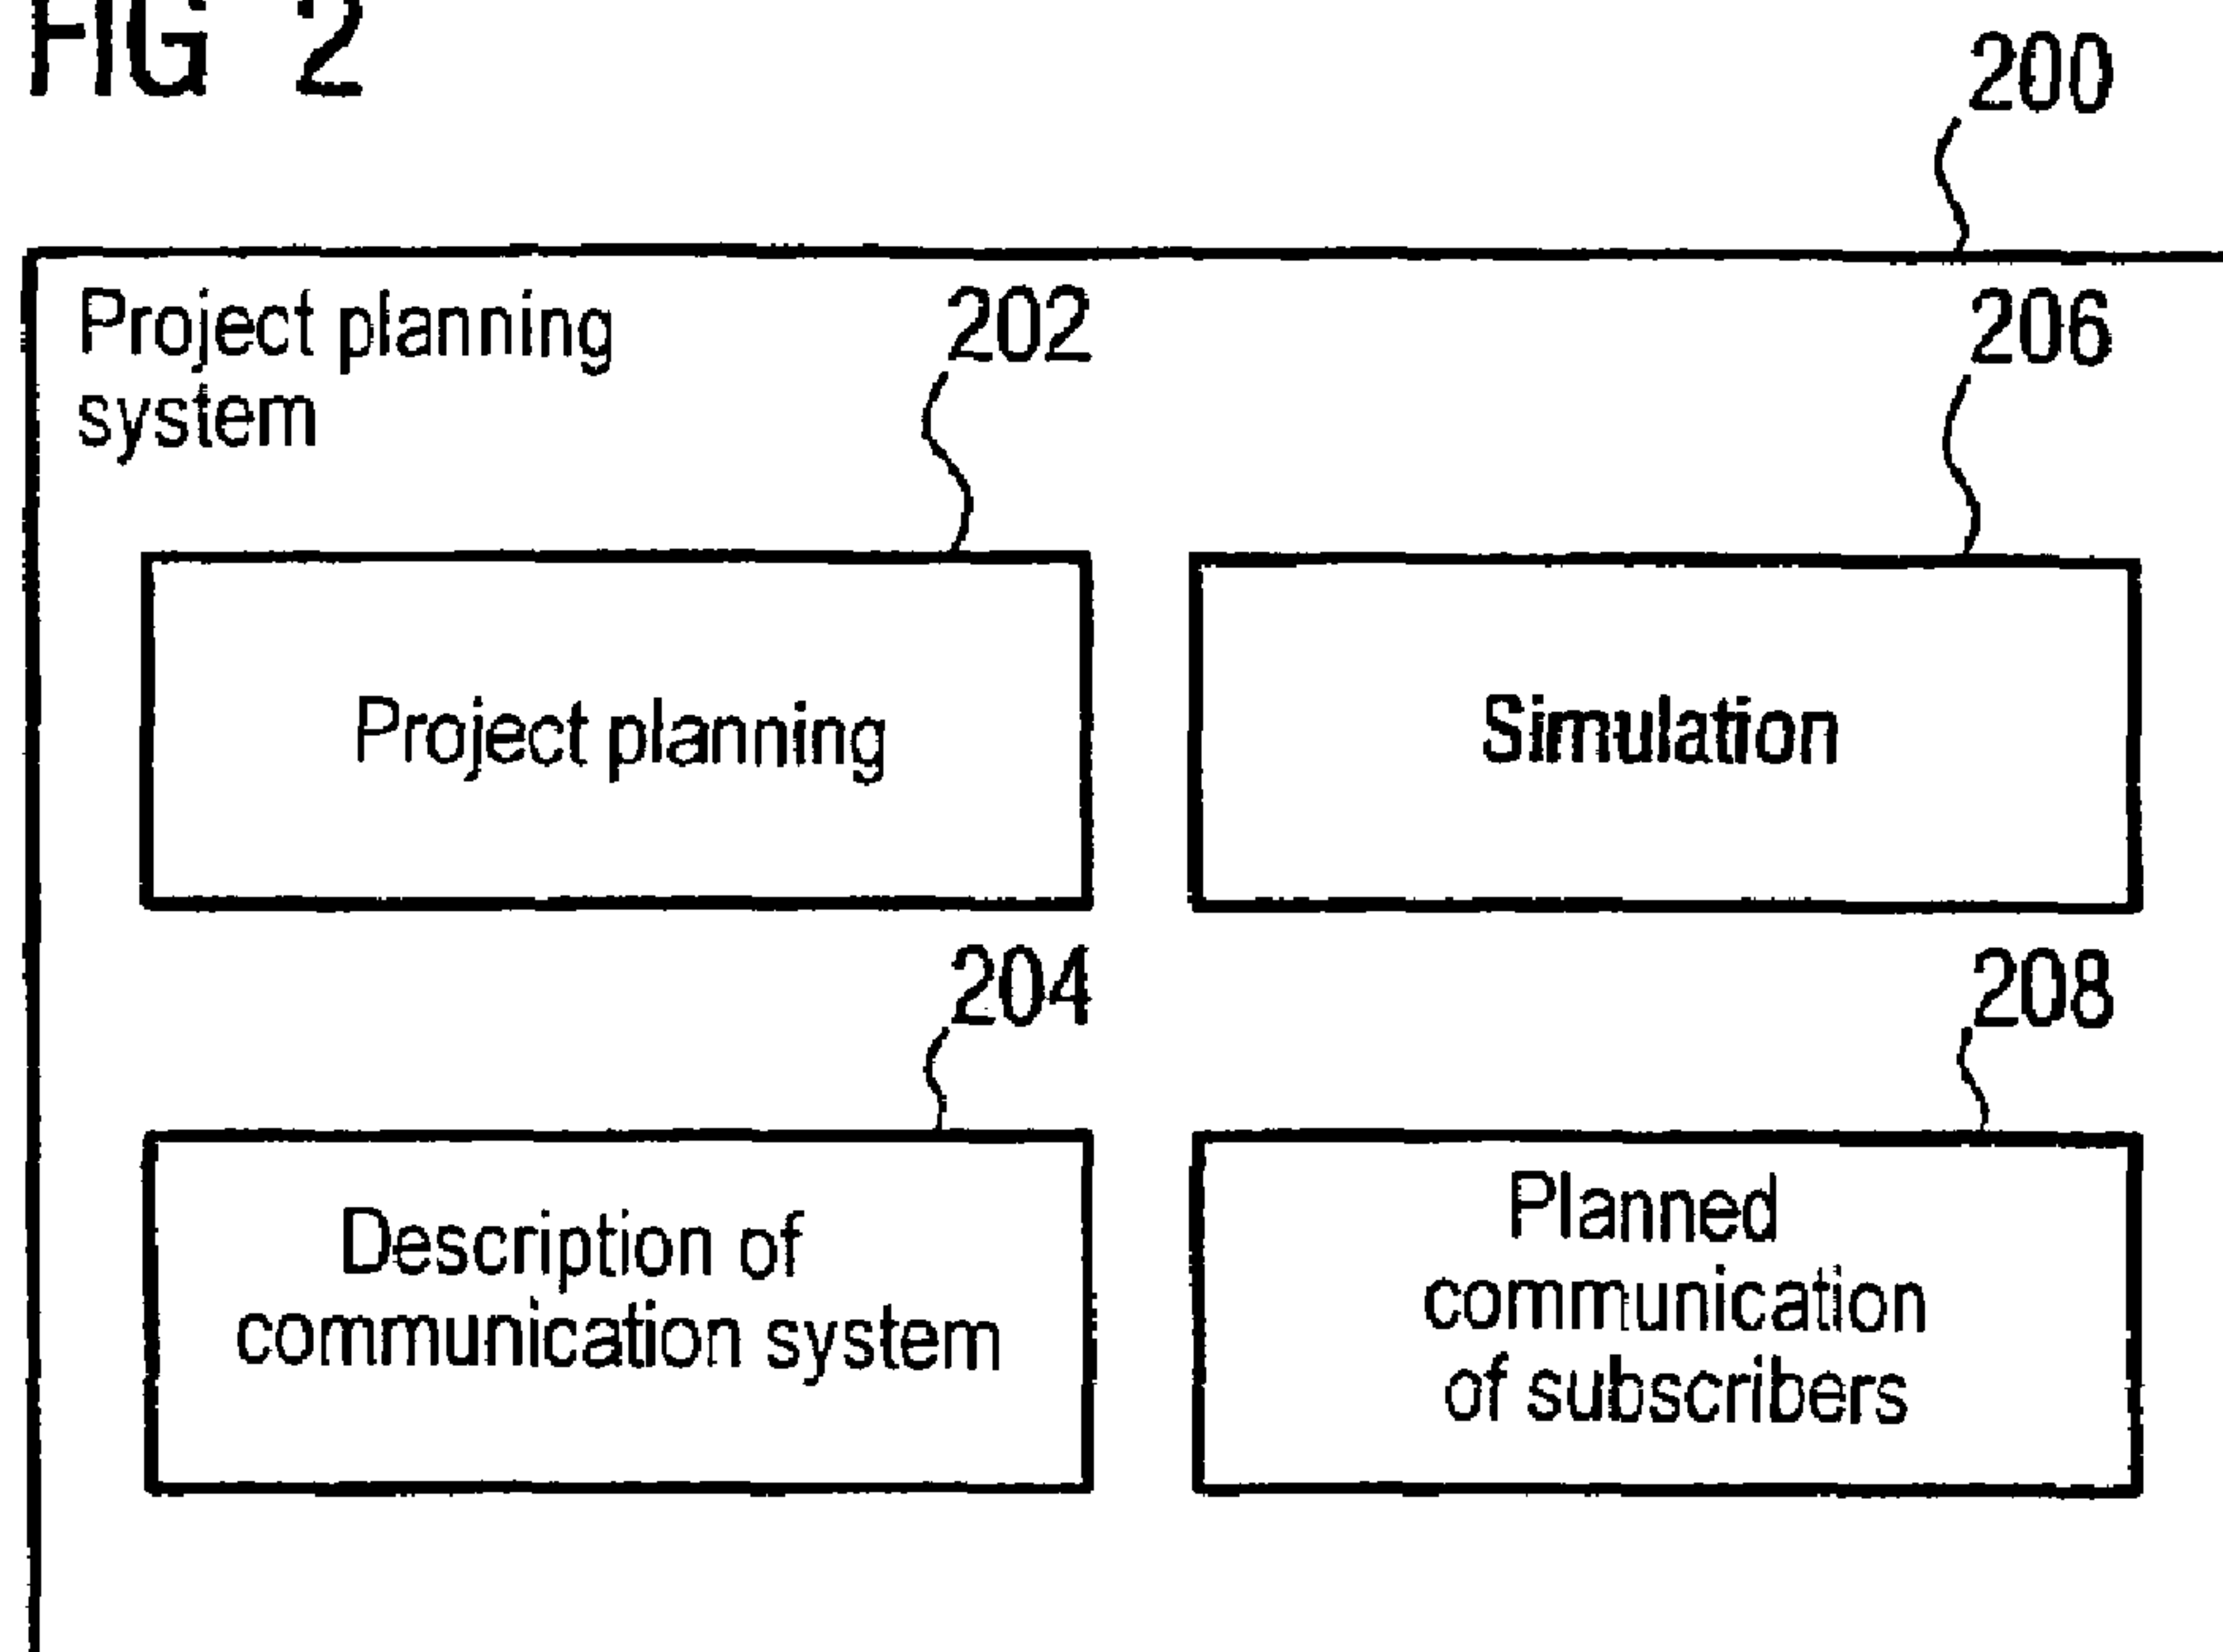 FIG 2
200
Project planning
system
202
206
Project planning
Simulation
204
208
Description of
communication system
Planned
communication
of subscribers